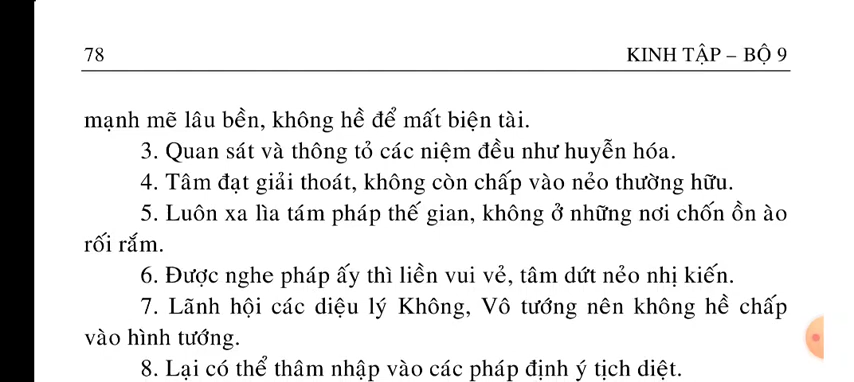 78
KINH TẬP – BỘ 9
mạnh mẽ lâu bền, không hề để mất biện tài.
3. Quan sát và thông tỏ các niệm đều như huyễn hóa.
4. Tâm đạt giải thoát, không còn chấp vào nẻo thường hữu.
5. Luôn xa lìa tám pháp thế gian, không ở những nơi chốn ồn ào
rối rắm.
6. Được nghe pháp ấy thì liền vui vẻ, tâm dứt nẻo nhị kiến.
7. Lãnh hội các diệu lý Không, Vô tướng nên không hề chấp
vào hình tướng.
8. Lại có thể thâm nhập vào các pháp định ý tịch diệt.